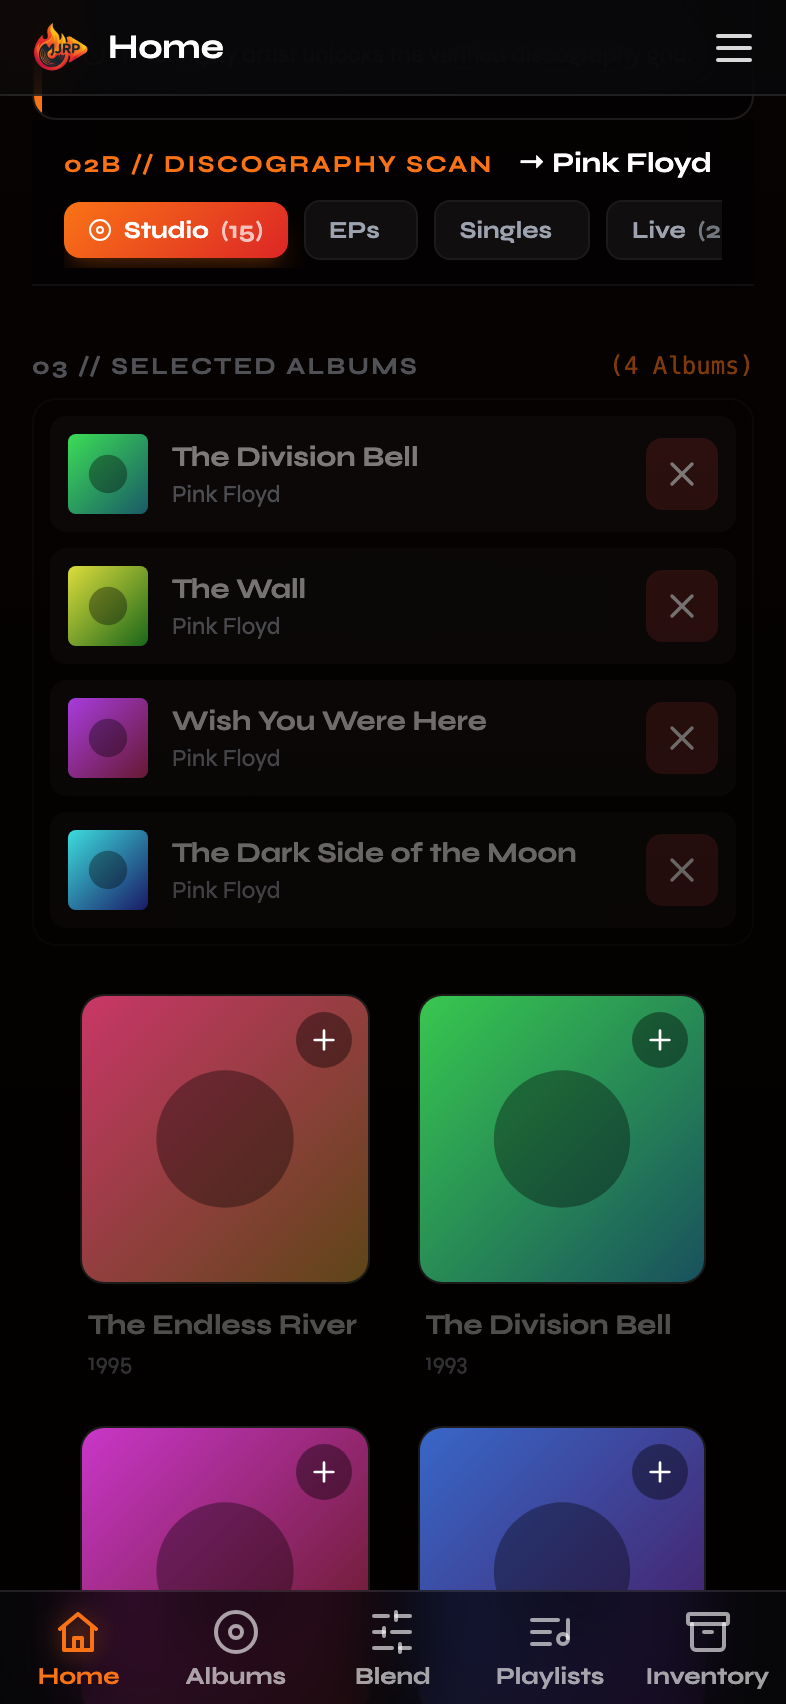 MJRP
Home
02B // DISCOGRAPHY SCAN → Pink Floyd
Studio (15)
EPs
Singles
Live (2
03 // SELECTED ALBUMS
(4 Albums)
The Division Bell
Pink Floyd
The Wall
Pink Floyd
Wish You Were Here
Pink Floyd
The Dark Side of the Moon
Pink Floyd
The Endless River
1995
The Division Bell
1993
Home
Albums
Blend
Playlists
Inventory